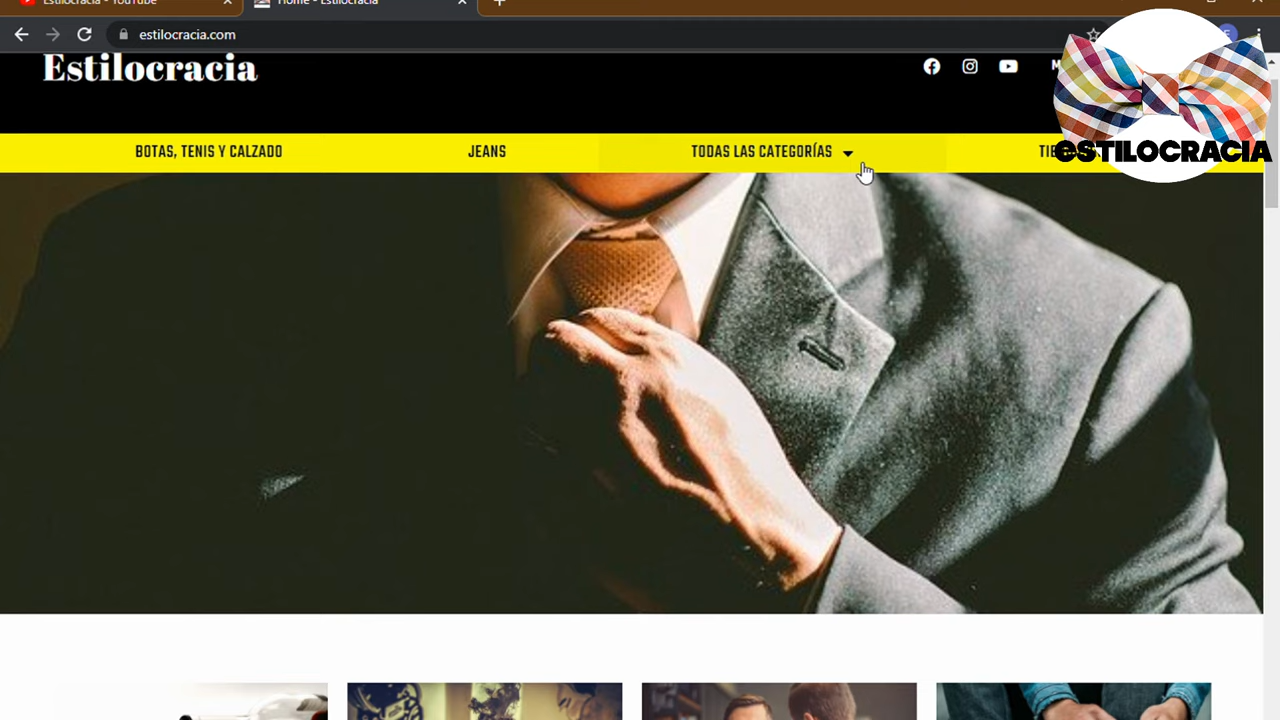 Estilocracia - YouTube
Home - Estilocracia
estilocracia.com
Estilocracia
BOTAS, TENIS Y CALZADO
JEANS
TODAS LAS CATEGORÍAS
ESTILOCRACIA